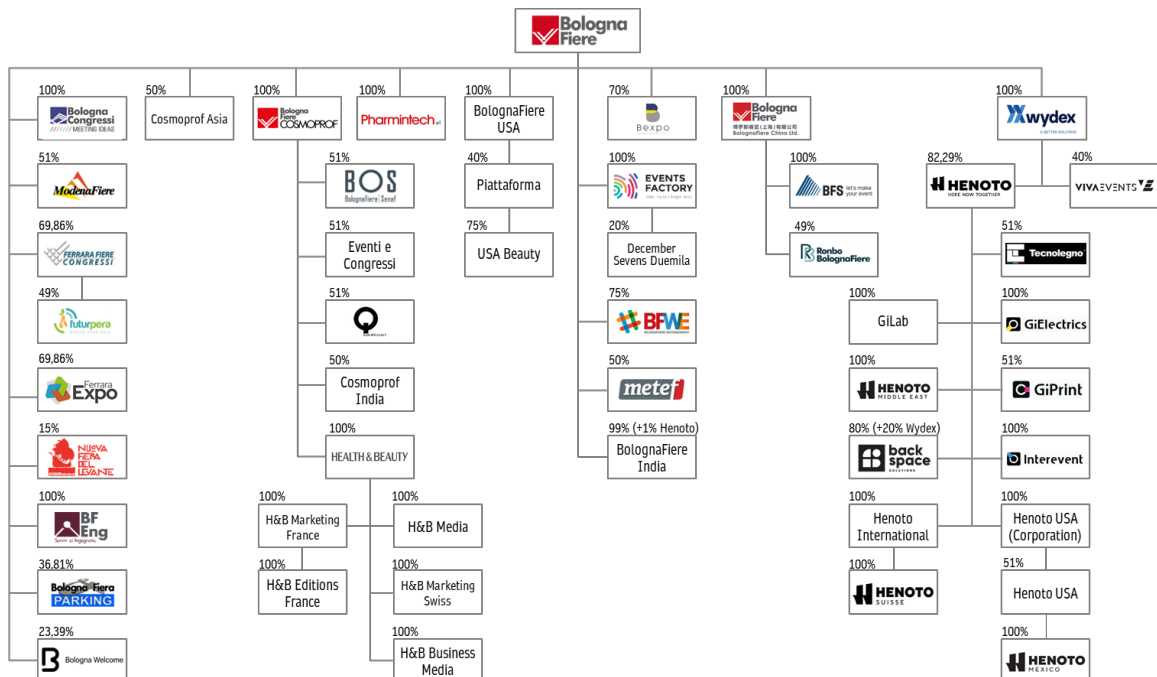 Bologna
Fiere
100%
Bologna
Congressi
MEETING IDEAS
50%
Cosmoprof Asia
100%
Bologna
Fiere
COSMOPROF
100%
Pharmintech
100%
BolognaFiere
USA
70%
Bexpo
100%
Bologna
Fiere
BolognaFiere China Ltd.
100%
wydex
A BETTER SOLUTION
51%
ModenaFiere
51%
BOS
BolognaFiere|Senaf
40%
Piattaforma
100%
EVENTS
FACTORY
100%
BFS let's make
your event
82,29%
HENOTO
HERE NOW TOGETHER
40%
VIVAEVENTS
69,86%
FERRARA FIERE
CONGRESSI
51%
Eventi e
Congressi
75%
USA Beauty
20%
December
Sevens Duemila
49%
Ronbo
BolognaFiere
51%
Tecnolegno
49%
futurpera
51%
Q
75%
BFWE
100%
GiLab
100%
GiElectrics
69,86%
Ferrara
Expo
50%
Cosmoprof
India
50%
metef
100%
HENOTO
MIDDLE EAST
51%
GiPrint
15%
NUOVA
FIERA
DEL
LEVANTE
100%
HEALTH & BEAUTY
99% (+1% Henoto)
BolognaFiere
India
80% (+20% Wydex)
back
space
SOLUTIONS
100%
Interevent
100%
BF
Eng
Servizi di Ingegneria
100%
H&B Marketing
France
100%
H&B Media
100%
Henoto
International
100%
Henoto USA
(Corporation)
36,81%
Bologna Fiera
PARKING
100%
H&B Editions
France
100%
H&B Marketing
Swiss
100%
HENOTO
SUISSE
51%
Henoto USA
23,39%
Bologna Welcome
100%
H&B Business
Media
100%
HENOTO
MEXICO